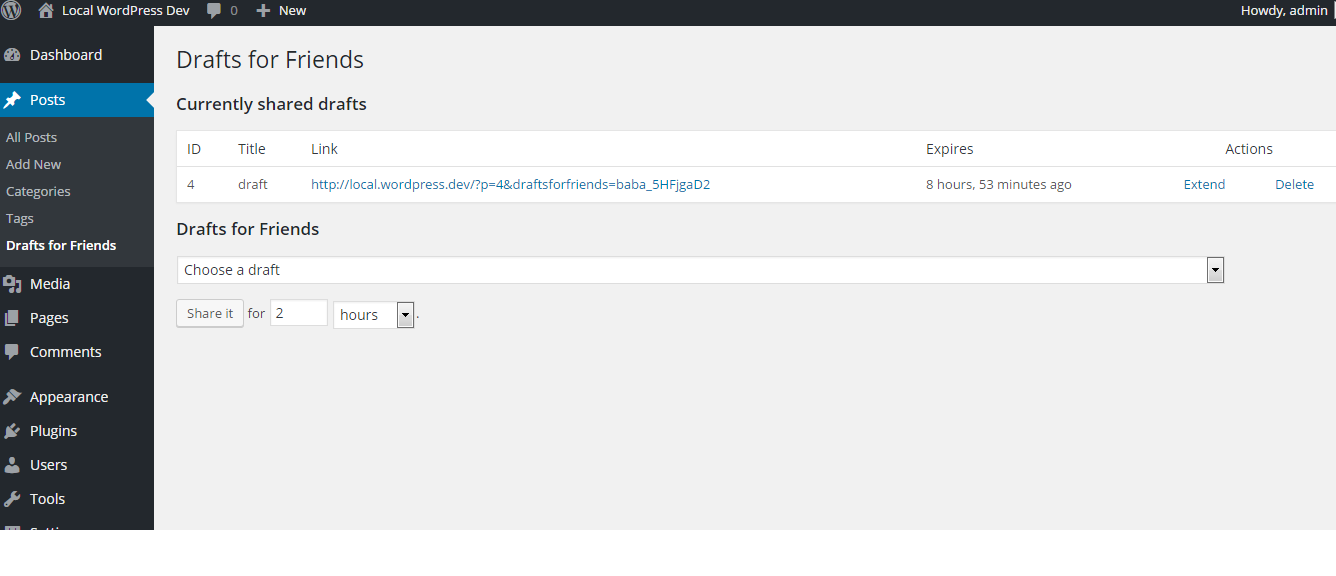 Local WordPress Dev 0 New Howdy, admin
Dashboard
Posts
All Posts
Add New
Categories
Tags
Drafts for Friends
Media
Pages
Comments
Appearance
Plugins
Users
Tools
Drafts for Friends
Currently shared drafts
ID Title Link Expires Actions
4 draft http://local.wordpress.dev/?p=4&draftsforfriends=baba_5HFjgaD2 8 hours, 53 minutes ago Extend Delete
Drafts for Friends
Choose a draft
Share it for 2 hours .